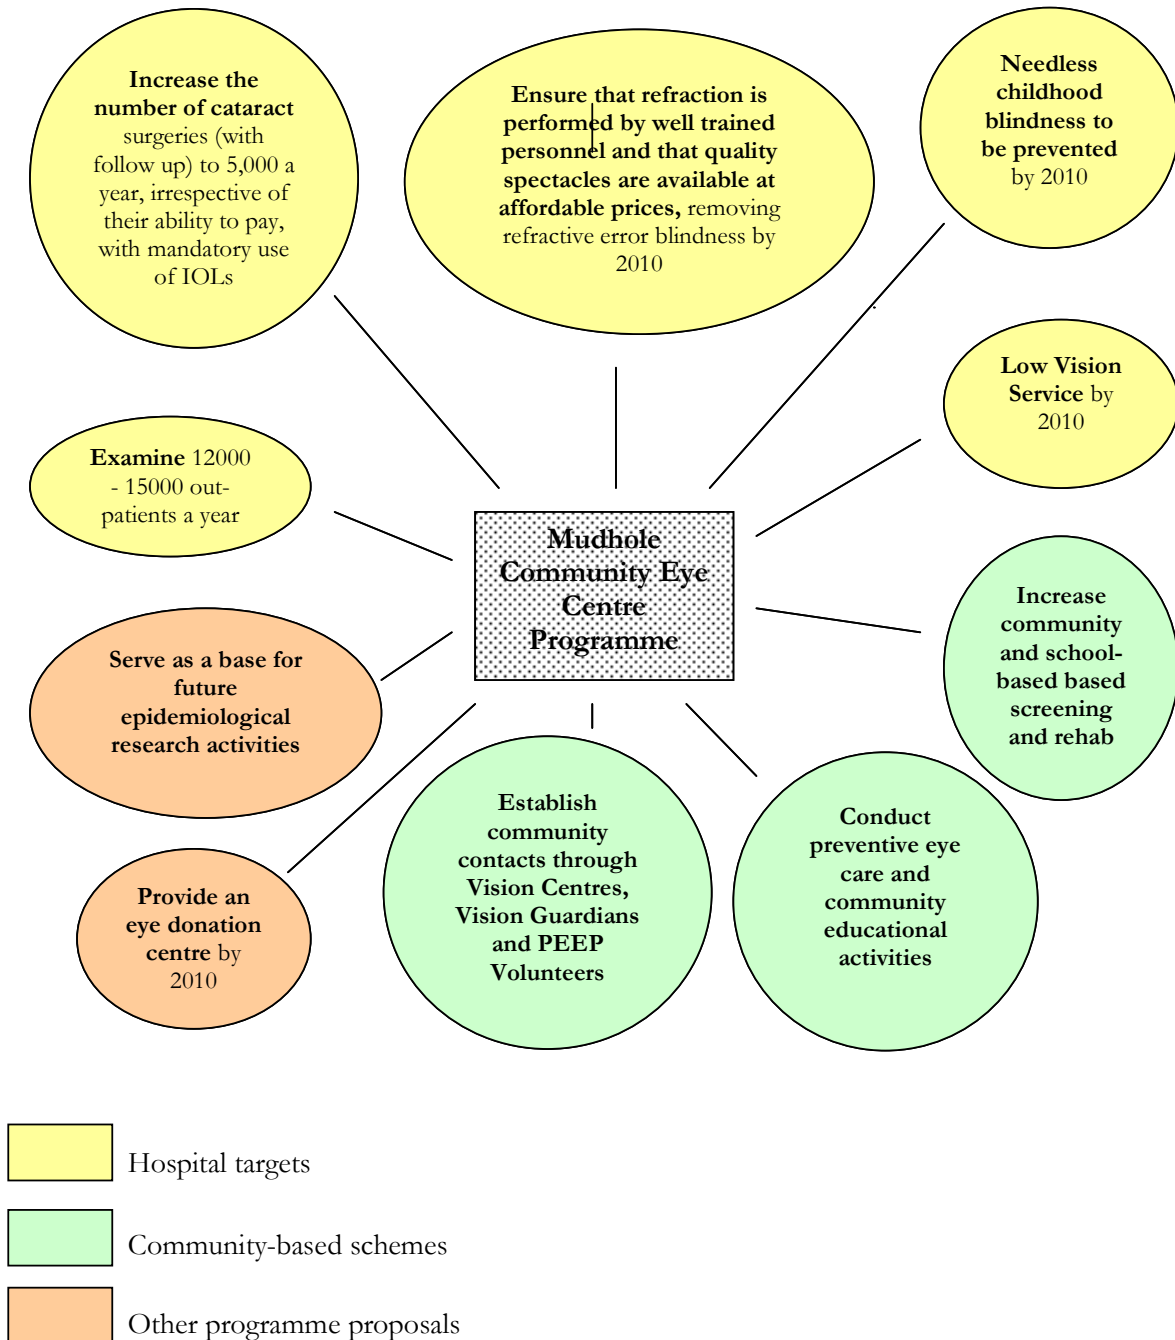 Increase the
number of cataract
surgeries (with
follow up) to 5,000 a
year, irrespective of
their ability to pay,
with mandatory use
of IOLs
Ensure that refraction is
performed by well trained
personnel and that quality
spectacles are available at
affordable prices, removing
refractive error blindness by
2010
Needless
childhood
blindness to
be prevented
by 2010
Low Vision
Service by
2010
Examine 12000
- 15000 out-
patients a year
Mudhole
Community Eye
Centre
Programme
Increase
community
and school-
based based
screening
and rehab
Serve as a base for
future
epidemiological
research activities
Establish
community
contacts through
Vision Centres,
Vision Guardians
and PEEP
Volunteers
Conduct
preventive eye
care and
community
educational
activities
Provide an
eye donation
centre by
2010
Hospital targets
Community-based schemes
Other programme proposals